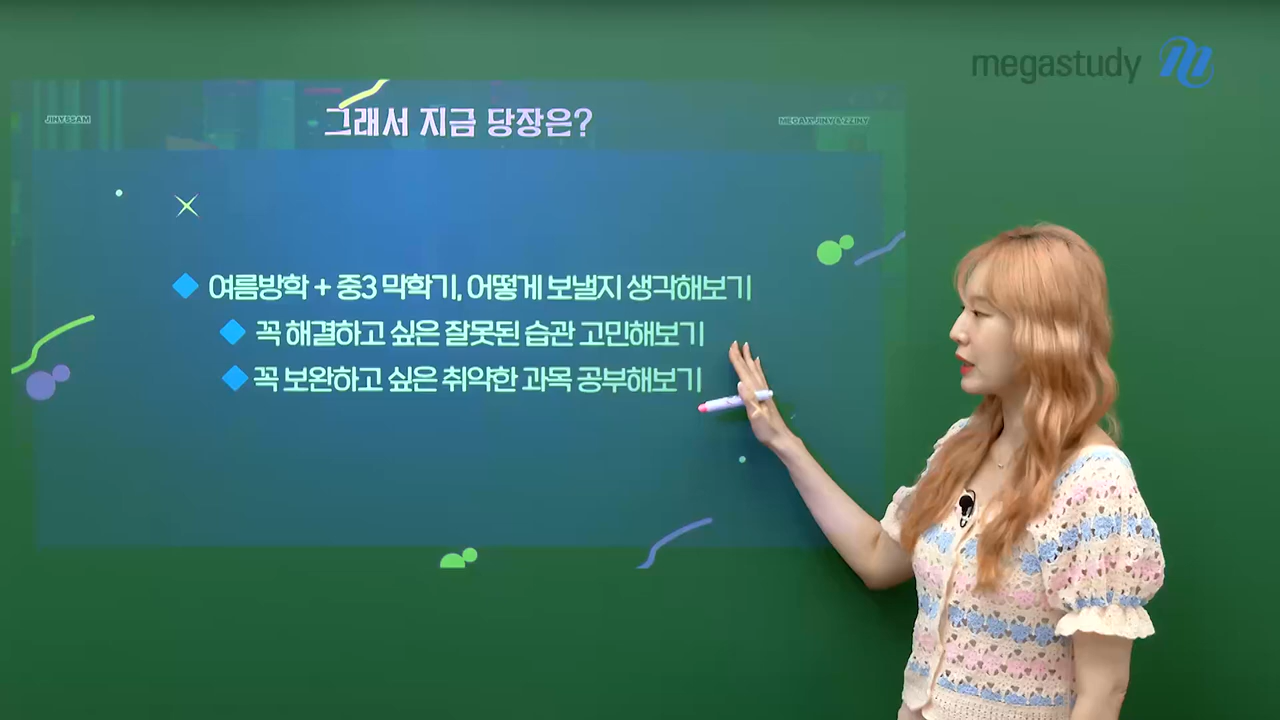 megastudy
JINYSSAM
그래서 지금 당장은?
여름방학 + 중3 막학기, 어떻게 보낼지 생각해보기
꼭 해결하고 싶은 잘못된 습관 고민해보기
꼭 보완하고 싶은 취약한 과목 공부해보기